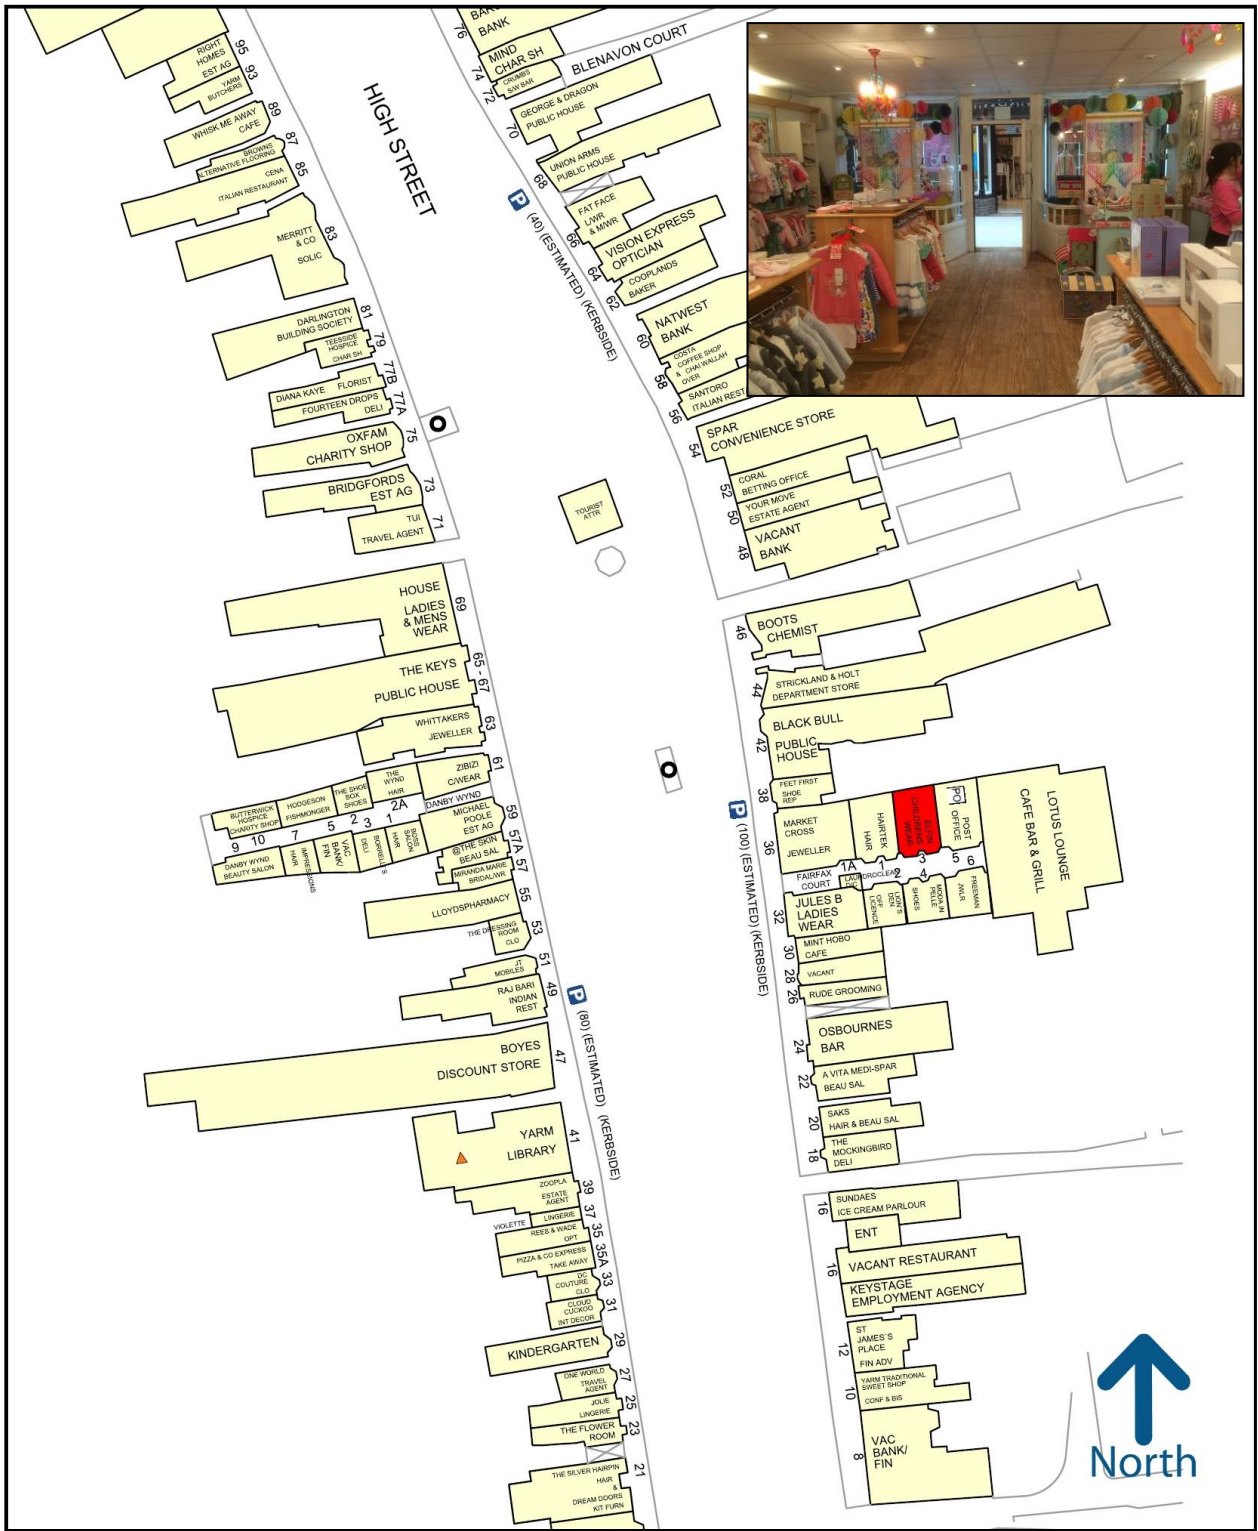 HIGH STREET
BLENAVON COURT
95
RIGHT
HOMES
EST AG
93
YARM
BUTCHERS
89
WHISK ME AWAY
CAFE
87
BROWNS
ALTERNATIVE FLOORING
85
CENA
ITALIAN RESTAURANT
83
MERRITT
& CO
SOLIC
81
DARLINGTON
BUILDING SOCIETY
79
TEESSIDE
HOSPICE
CHAR SH
77B
DIANA KAYE FLORIST
77A
FOURTEEN DROPS
DELI
75
OXFAM
CHARITY SHOP
73
BRIDGFORDS
EST AG
71
TUI
TRAVEL AGENT
69
HOUSE
LADIES
& MENS
WEAR
65 - 67
THE KEYS
PUBLIC HOUSE
63
WHITTAKERS
JEWELLER
61
ZIBIZI
C/WEAR
DANBY WYND
THE
WYND
HAIR
2A
THE SHOE
BOX
SHOES
2
HODGESON
FISHMONGER
5
7
BUTTERWICK
HOSPICE
CHARITY SHOP
9
10
DANBY WYND
BEAUTY SALON
IMPRESSIONS
HAIR
VAC
BANK/
FIN
3
BORRELL'S
DELI
1
BOSS
SALON
HAIR
59
MICHAEL
POOLE
EST AG
57A
@THE SKIN
BEAU SAL
57
MIRANDA MARIE
BRIDAL/WR
55
LLOYDSPHARMACY
53
THE DRESSING
ROOM
CLO
51
JT
MOBILES
49
RAJ BARI
INDIAN
REST
P (80) (ESTIMATED) (KERBSIDE)
47
BOYES
DISCOUNT STORE
41
YARM
LIBRARY
39
ZOOPLA
ESTATE
AGENT
37
VIOLETTE LINGERIE
35
REES & WADE
OPT
35A
PIZZA & CO EXPRESS
TAKE AWAY
33
DC
COUTURE
CLO
31
CLOUD
CUCKOO
INT DECOR
29
KINDERGARTEN
27
ONE WORLD
TRAVEL
AGENT
25
JOLIE
LINGERIE
23
THE FLOWER
ROOM
21
THE SILVER HAIRPIN
HAIR
&
DREAM DOORS
KIT FURN
TOURIST
ATTR
76
BANK
74
MIND
CHAR SH
72
CRUMBS
S/W BAR
70
GEORGE & DRAGON
PUBLIC HOUSE
68
UNION ARMS
PUBLIC HOUSE
P (40) (ESTIMATED) (KERBSIDE)
66
FAT FACE
L/WR
& M/WR
64
VISION EXPRESS
OPTICIAN
62
COOPLANDS
BAKER
60
NATWEST
BANK
58
COSTA
COFFEE SHOP
& CHAI WALLAH
OVER
56
SANTORO
ITALIAN REST
54
SPAR
CONVENIENCE STORE
52
CORAL
BETTING OFFICE
50
YOUR MOVE
ESTATE AGENT
48
VACANT
BANK
46
BOOTS
CHEMIST
44
STRICKLAND & HOLT
DEPARTMENT STORE
42
BLACK BULL
PUBLIC
HOUSE
38
FEET FIRST
SHOE
REP
P (100) (ESTIMATED) (KERBSIDE)
36
MARKET
CROSS
JEWELLER
HAIRTEK
HAIR
ELFIN
CHILDRENS
WEAR
PO
POST
OFFICE
LOTUS LOUNGE
CAFE BAR & GRILL
1A
1
3
5
6
FAIRFAX
COURT
2
4
LION'S
DEN
OFF
LICENCE
MODA IN
PELLE
SHOES
FREEMAN
JWLR
32
JULES B
LADIES
WEAR
30
MINT HOBO
CAFE
28
VACANT
26
RUDE GROOMING
24
OSBOURNES
BAR
22
A VITA MEDI-SPAR
BEAU SAL
20
SAKS
HAIR & BEAU SAL
18
THE
MOCKINGBIRD
DELI
16
SUNDAES
ICE CREAM PARLOUR
ENT
16
VACANT RESTAURANT
KEYSTAGE
EMPLOYMENT AGENCY
12
ST
JAMES'S
PLACE
FIN ADV
10
YARM TRADITIONAL
SWEET SHOP
CONF & BIS
8
VAC
BANK/
FIN
North